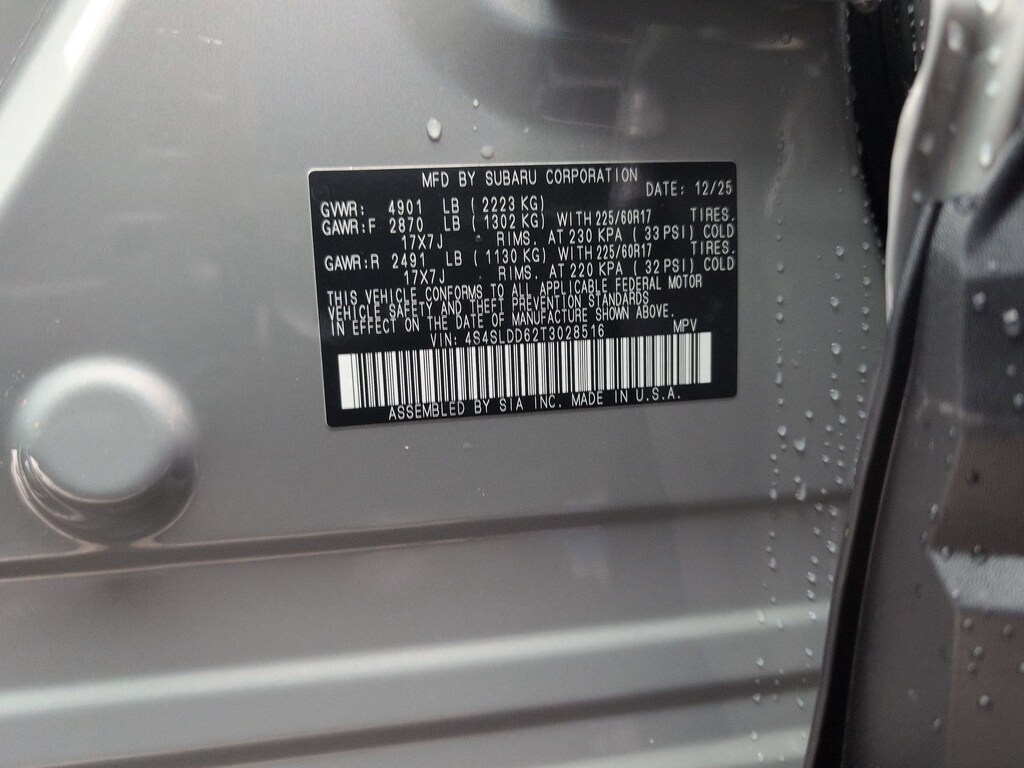 MFD BY SUBARU CORPORATION
DATE: 12/25
GVWR: 4901 LB ( 2223 KG)
GAWR:F 2870 LB ( 1302 KG) WITH 225/60R17 TIRES.
17X7J RIMS. AT 230 KPA ( 33 PSI) COLD
GAWR:R 2491 LB ( 1130 KG) WITH 225/60R17 TIRES.
17X7J RIMS. AT 220 KPA ( 32 PSI) COLD
THIS VEHICLE CONFORMS TO ALL APPLICABLE FEDERAL MOTOR
VEHICLE SAFETY AND THEFT PREVENTION STANDARDS
IN EFFECT ON THE DATE OF MANUFACTURE SHOWN ABOVE.
VIN: 4S4SLDD62T3028516 MPV
ASSEMBLED BY SIA INC. MADE IN U.S.A.